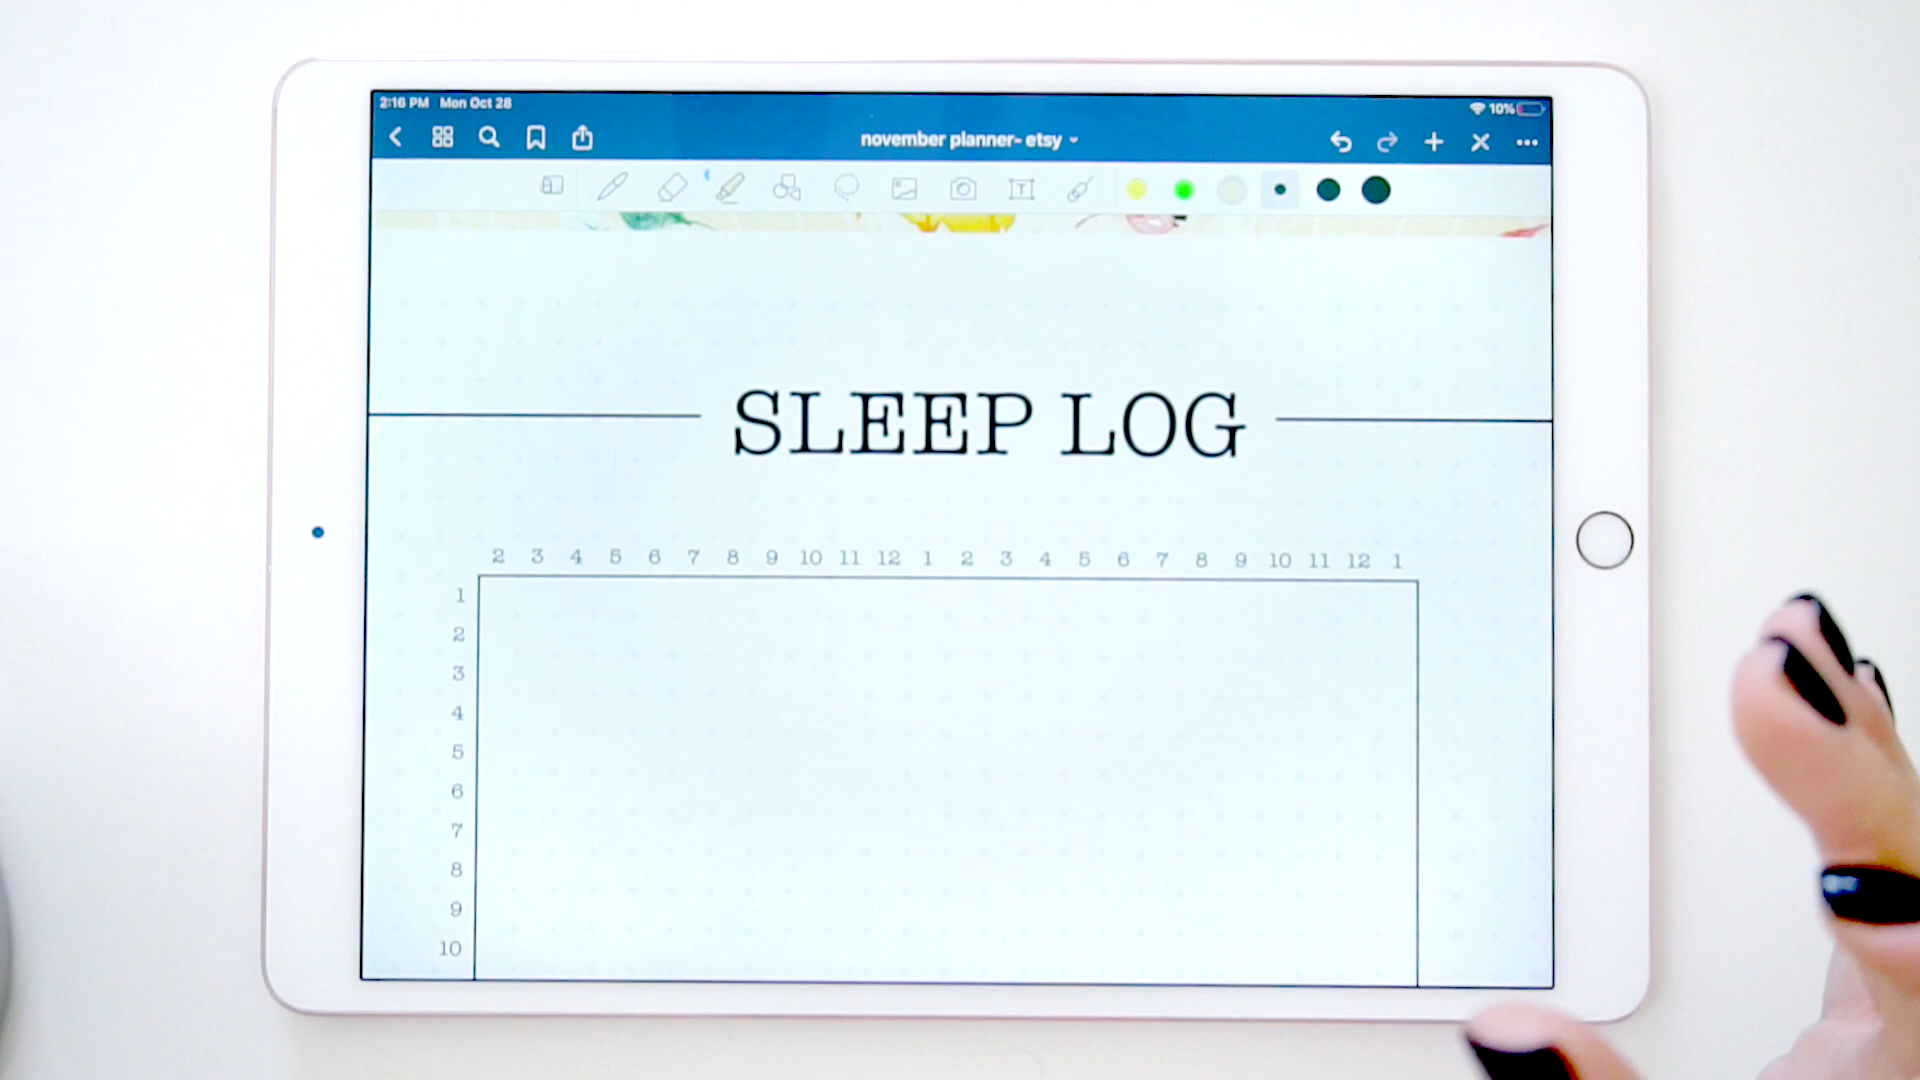 2:16 PM Mon Oct 28
10%
november planner- etsy
T
SLEEP LOG
2 3 4 5 6 7 8 9 10 11 12 1 2 3 4 5 6 7 8 9 10 11 12 1
1
2
3
4
5
6
7
8
9
10